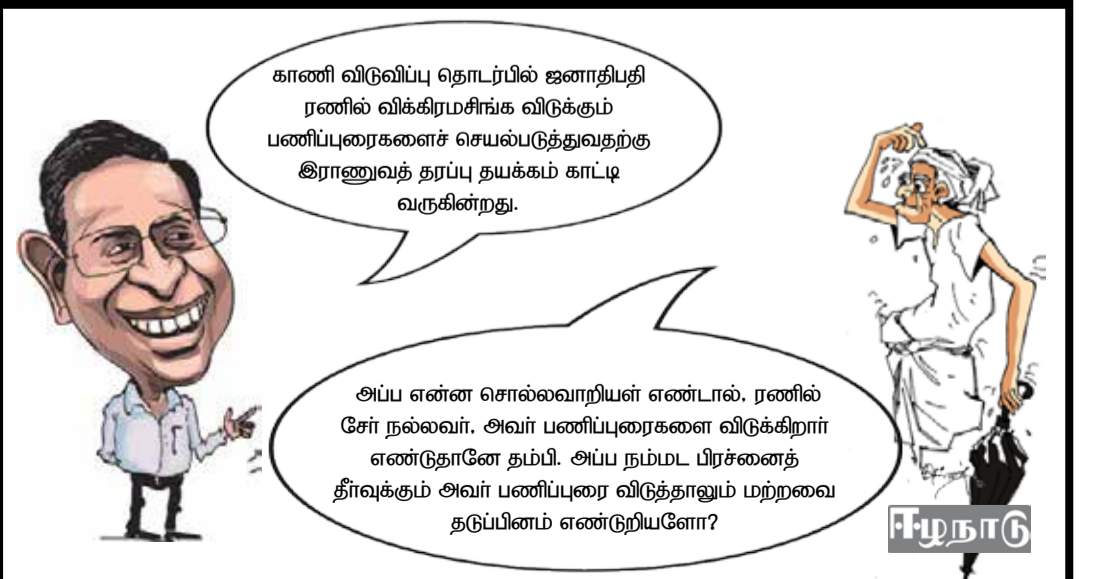 காணி விடுவிப்பு தொடர்பில் ஜனாதிபதி
ரணில் விக்கிரமசிங்க விடுக்கும்
பணிப்புரைகளைச் செயல்படுத்துவதற்கு
இராணுவத் தரப்பு தயக்கம் காட்டி
வருகின்றது.
அப்ப என்ன சொல்லவாறியள் எண்டால், ரணில்
சேர் நல்லவர், அவர் பணிப்புரைகளை விடுக்கிறார்
எண்டுதானே தம்பி. அப்ப நம்மட பிரச்னைத்
தீர்வுக்கும் அவர் பணிப்புரை விடுத்தாலும் மற்றவை
தடுப்பினம் எண்டுறியளோ?
ஈழநாடு